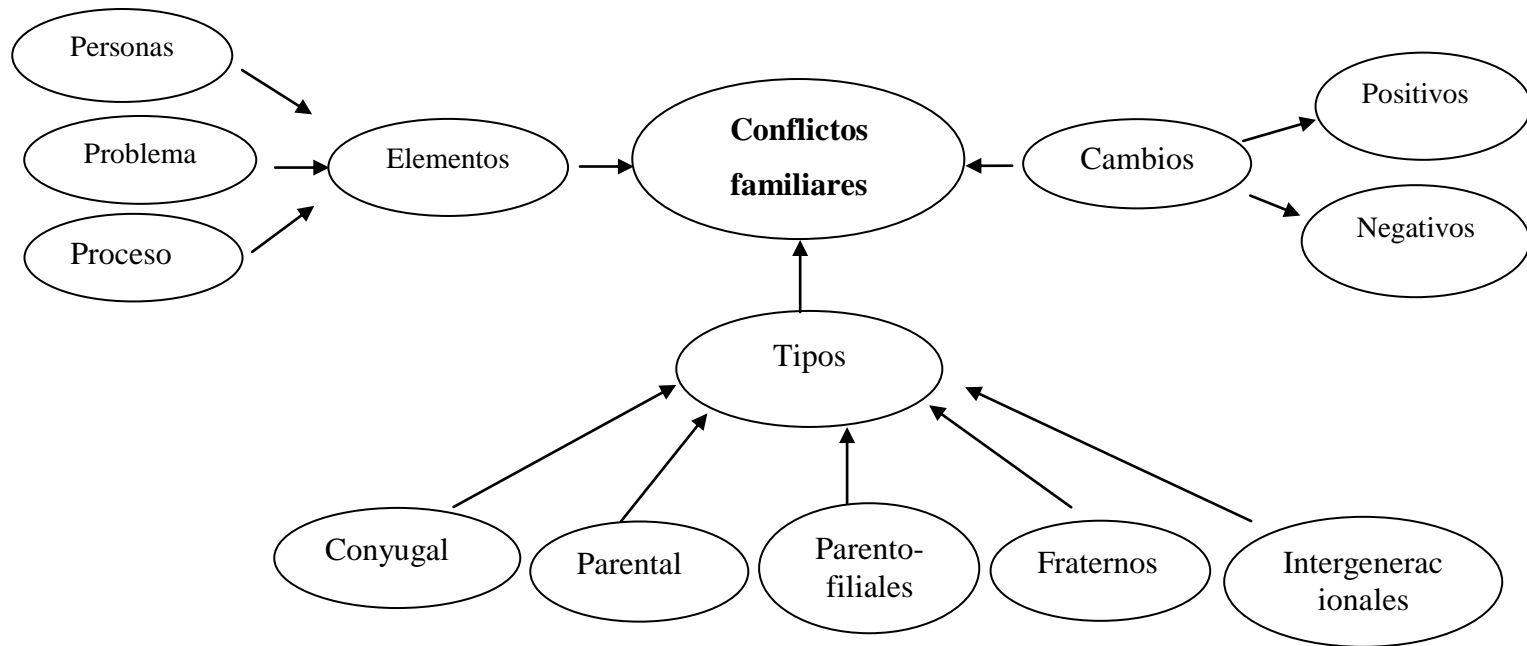 Personas
Problema
Proceso
Elementos
Conflictos
familiares
Cambios
Positivos
Negativos
Tipos
Conyugal
Parental
Parento-
filiales
Fraternos
Intergenerac
ionales